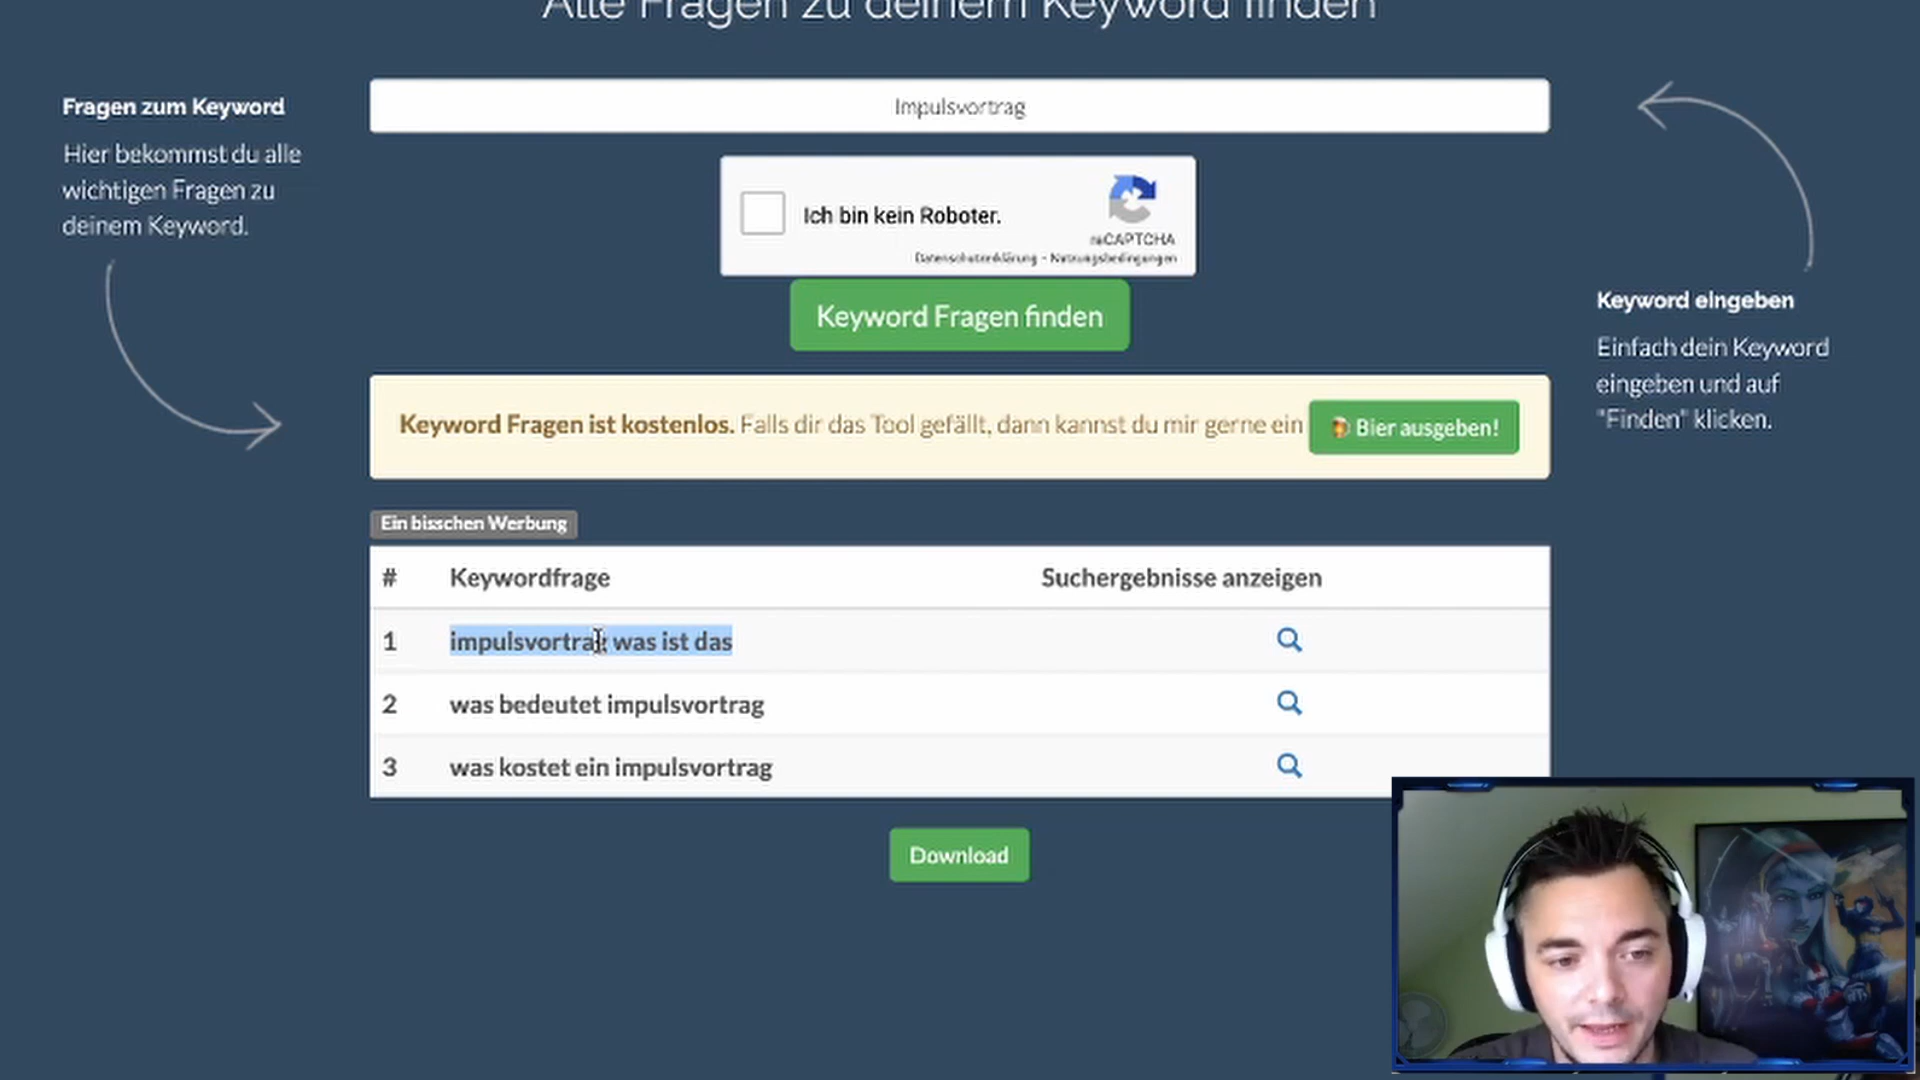 Alle Fragen zu deinem Keyword finden
Fragen zum Keyword
Hier bekommst du alle
wichtigen Fragen zu
deinem Keyword.
Impulsvortrag
Ich bin kein Roboter.
reCAPTCHA
Datenschutzerklärung - Nutzungsbedingungen
Keyword Fragen finden
Keyword eingeben
Einfach dein Keyword
eingeben und auf
"Finden" klicken.
Keyword Fragen ist kostenlos. Falls dir das Tool gefällt, dann kannst du mir gerne ein Bier ausgeben!
Ein bisschen Werbung
# Keywordfrage Suchergebnisse anzeigen
1 impulsvortrag was ist das
2 was bedeutet impulsvortrag
3 was kostet ein impulsvortrag
Download